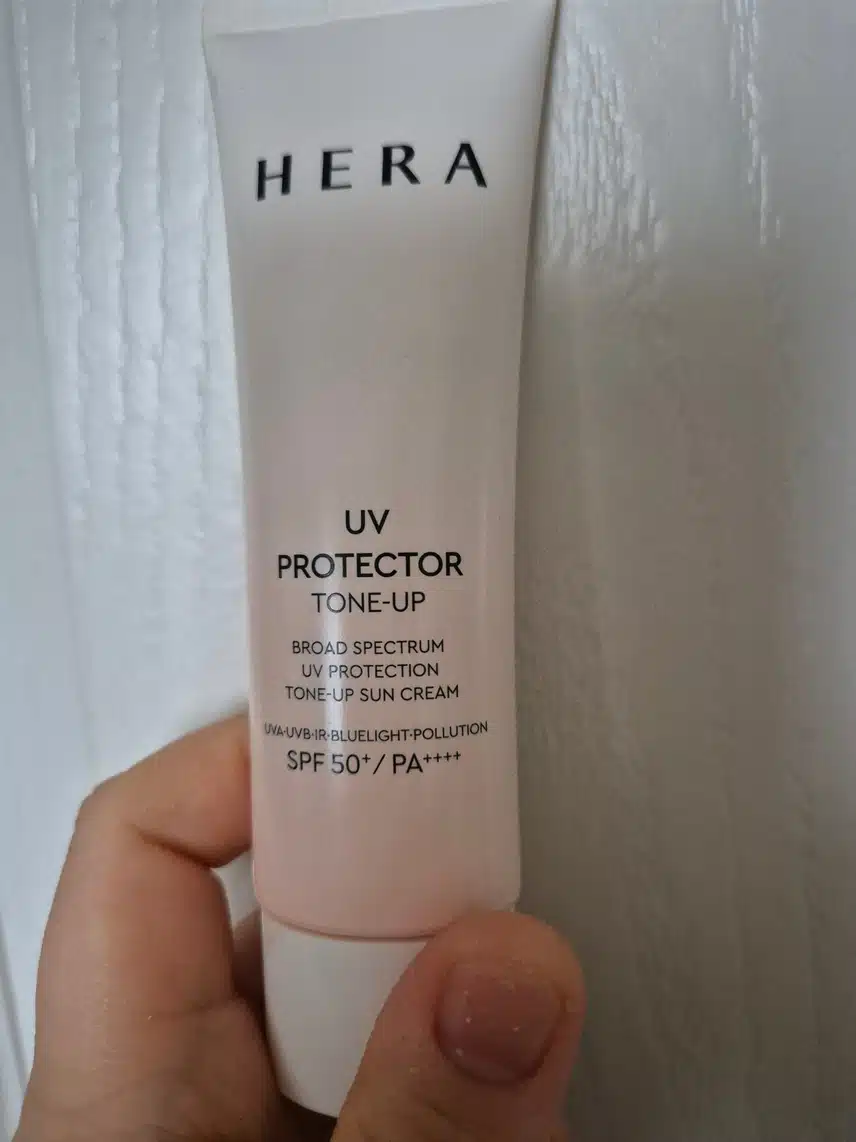 HERA
UV
PROTECTOR
TONE-UP
BROAD SPECTRUM
UV PROTECTION
TONE-UP SUN CREAM
UVA·UVB·IR·BLUELIGHT·POLLUTION
SPF 50⁺/ PA⁺⁺⁺⁺